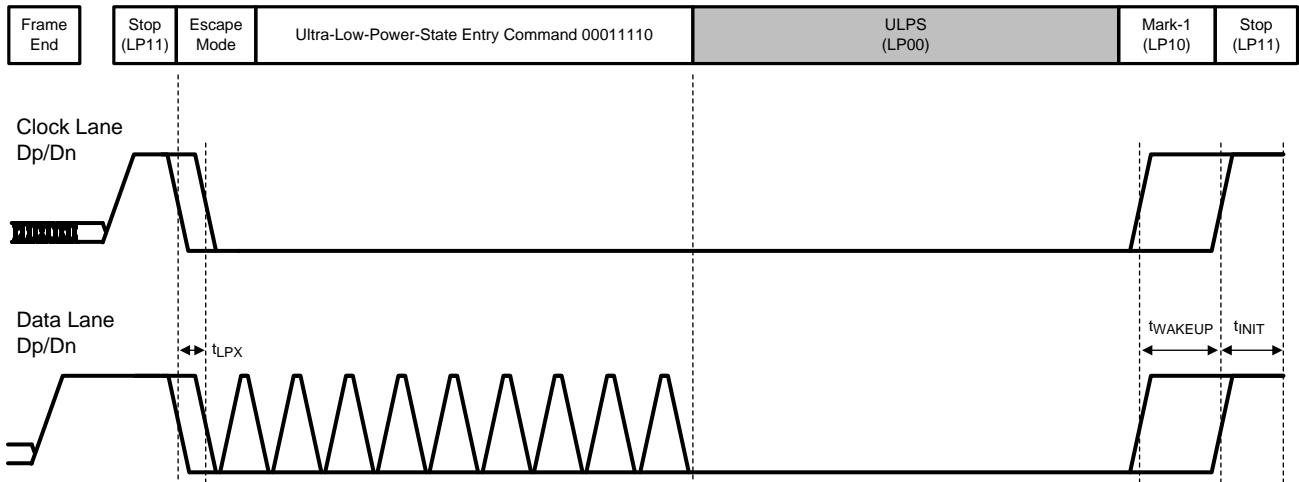 Frame End
Stop (LP11)
Escape Mode
Ultra-Low-Power-State Entry Command 00011110
ULPS (LP00)
Mark-1 (LP10)
Stop (LP11)
Clock Lane
Dp/Dn
Data Lane
Dp/Dn
tLPX
tWAKEUP
tINIT